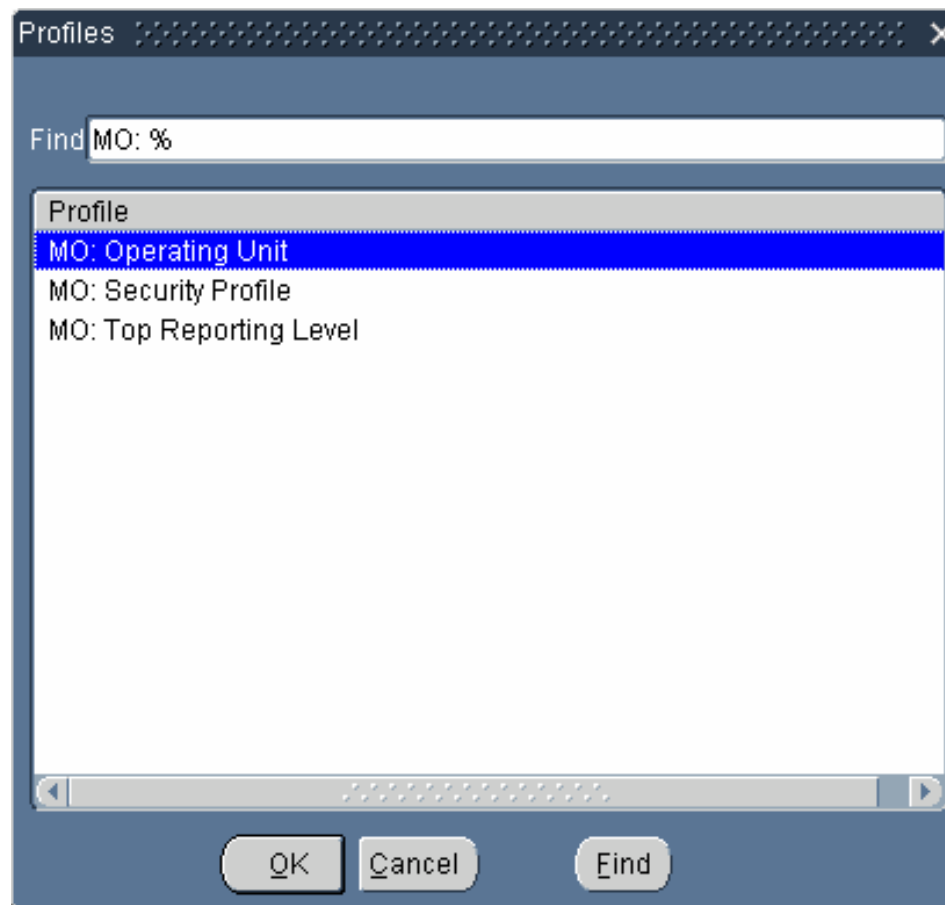 Profiles
Find MO: %
Profile
MO: Operating Unit
MO: Security Profile
MO: Top Reporting Level
OK Cancel Find